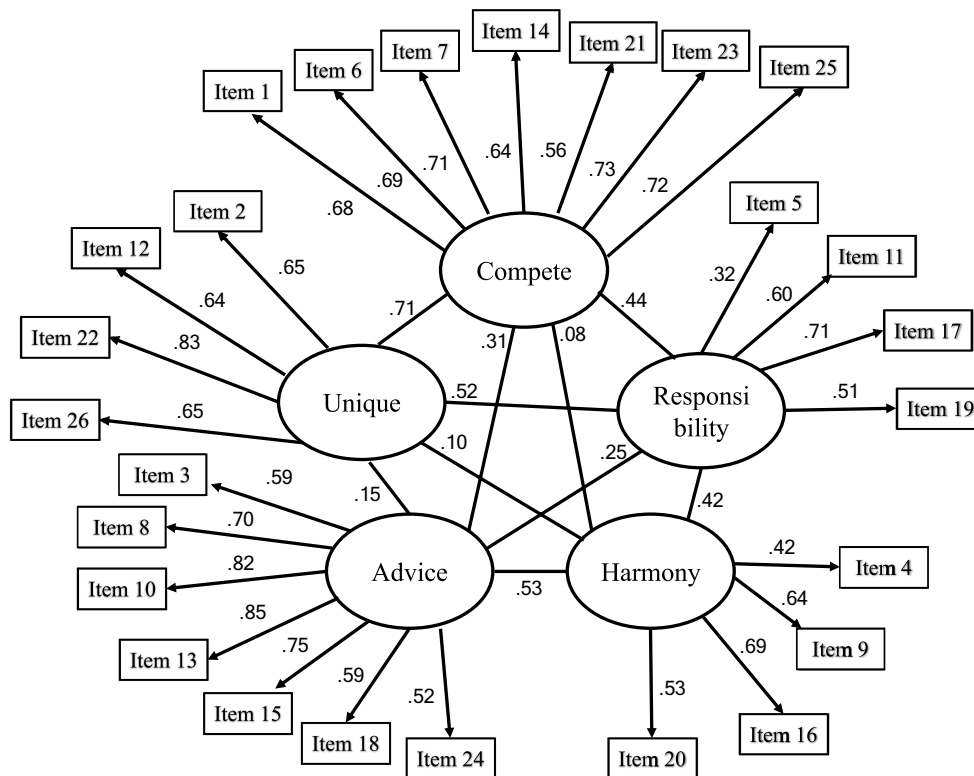 Item 14
Item 21
Item 7
Item 23
Item 6
Item 25
Item 1
.64
.56
.71
.73
.69
.72
.68
Item 5
Item 2
Item 12
Item 11
Compete
.65
.32
.60
.64
.71
.44
Item 22
.83
.31
.08
.71
Item 17
Unique
.52
Responsi
bility
.51
Item 19
Item 26
.65
.10
.25
Item 3
.59
.15
.42
Item 8
.70
Item 10
.82
Advice
.53
Harmony
.42
Item 4
.85
.64
Item 13
.75
.69
Item 9
Item 15
.59
.52
.53
Item 18
Item 16
Item 24
Item 20